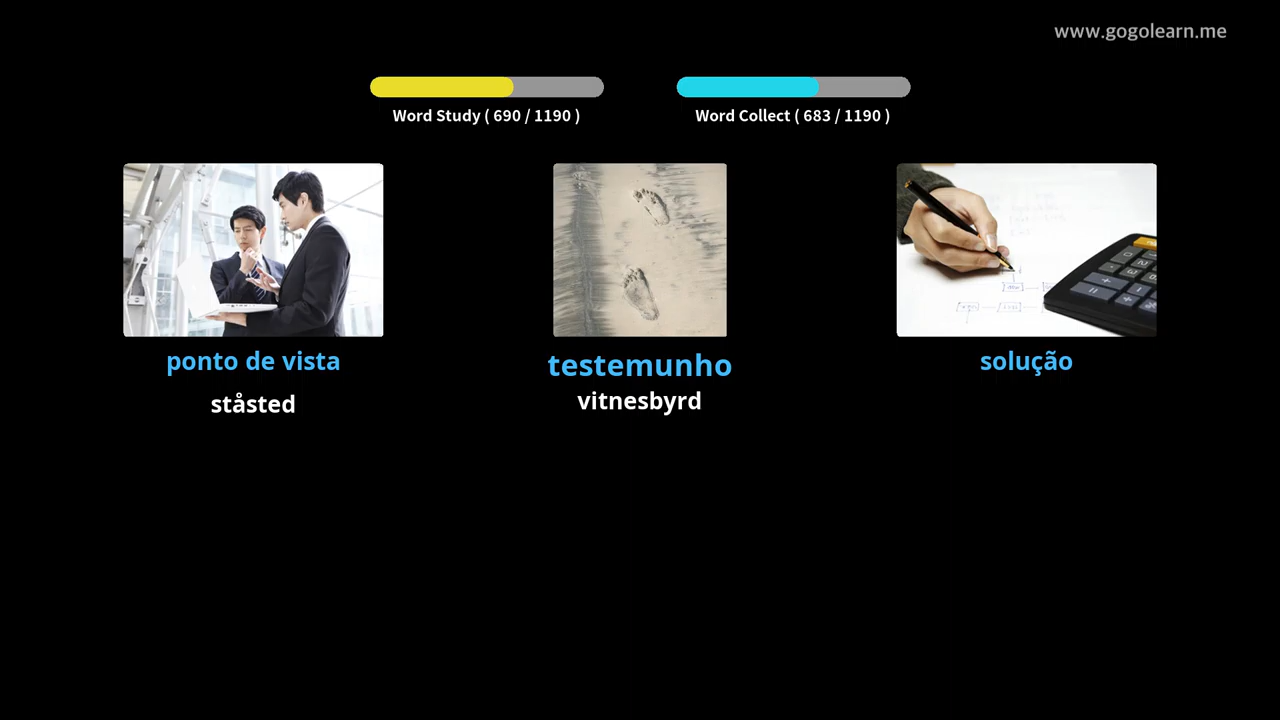 www.gogolearn.me
Word Study ( 690 / 1190 )
Word Collect ( 683 / 1190 )
ponto de vista
ståsted
testemunho
vitnesbyrd
solução